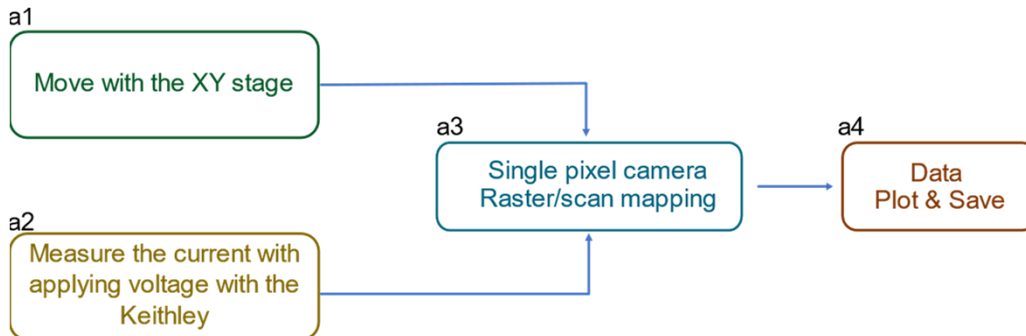 a1
Move with the XY stage
a2
Measure the current with
applying voltage with the
Keithley
a3
Single pixel camera
Raster/scan mapping
a4
Data
Plot & Save